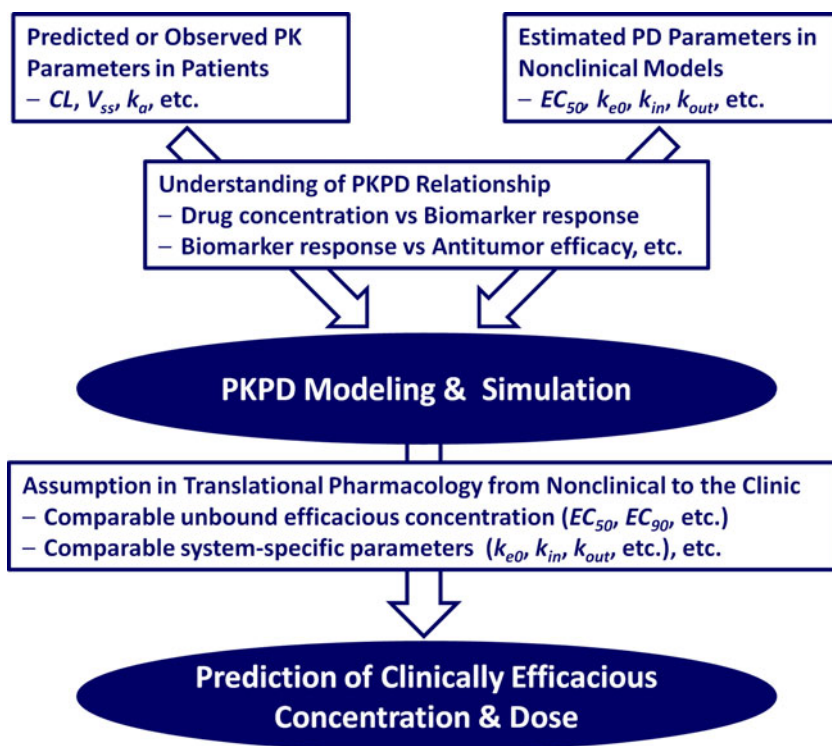 Predicted or Observed PK
Parameters in Patients
– CL, Vss, ka, etc.
Estimated PD Parameters in
Nonclinical Models
– EC50, ke0, kin, kout, etc.
Understanding of PKPD Relationship
– Drug concentration vs Biomarker response
– Biomarker response vs Antitumor efficacy, etc.
PKPD Modeling & Simulation
Assumption in Translational Pharmacology from Nonclinical to the Clinic
– Comparable unbound efficacious concentration (EC50, EC90, etc.)
– Comparable system-specific parameters (ke0, kin, kout, etc.), etc.
Prediction of Clinically Efficacious
Concentration & Dose